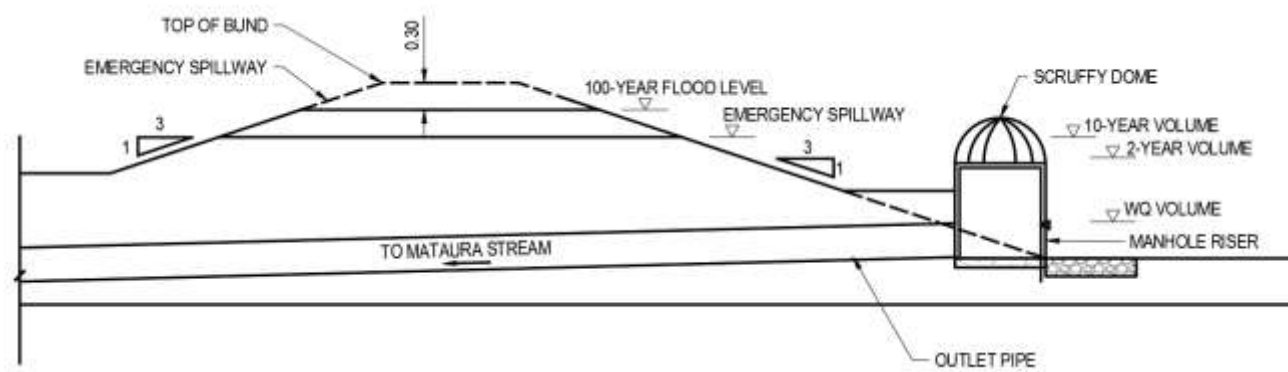 TOP OF BUND
0.30
SCRUFFY DOME
EMERGENCY SPILLWAY
100-YEAR FLOOD LEVEL
EMERGENCY SPILLWAY
10-YEAR VOLUME
3
1
3
1
2-YEAR VOLUME
WQ VOLUME
TO MATAURA STREAM
MANHOLE RISER
OUTLET PIPE